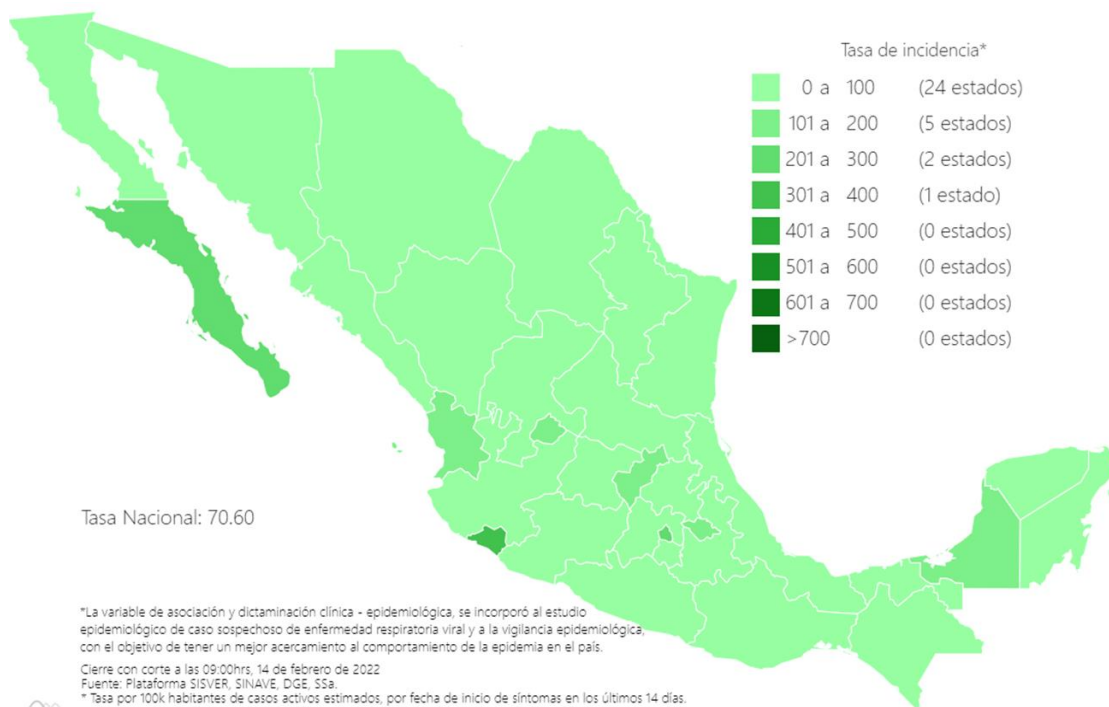 Tasa de incidencia*
0 a 100 (24 estados)
101 a 200 (5 estados)
201 a 300 (2 estados)
301 a 400 (1 estado)
401 a 500 (0 estados)
501 a 600 (0 estados)
601 a 700 (0 estados)
>700 (0 estados)
Tasa Nacional: 70.60
*La variable de asociación y dictaminación clínica - epidemiológica, se incorporó al estudio
epidemiológico de caso sospechoso de enfermedad respiratoria viral y a la vigilancia epidemiológica,
con el objetivo de tener un mejor acercamiento al comportamiento de la epidemia en el país.
Cierre con corte a las 09:00hrs, 14 de febrero de 2022
Fuente: Plataforma SISVER, SINAVE, DGE, SSa.
* Tasa por 100k habitantes de casos activos estimados, por fecha de inicio de síntomas en los últimos 14 días.